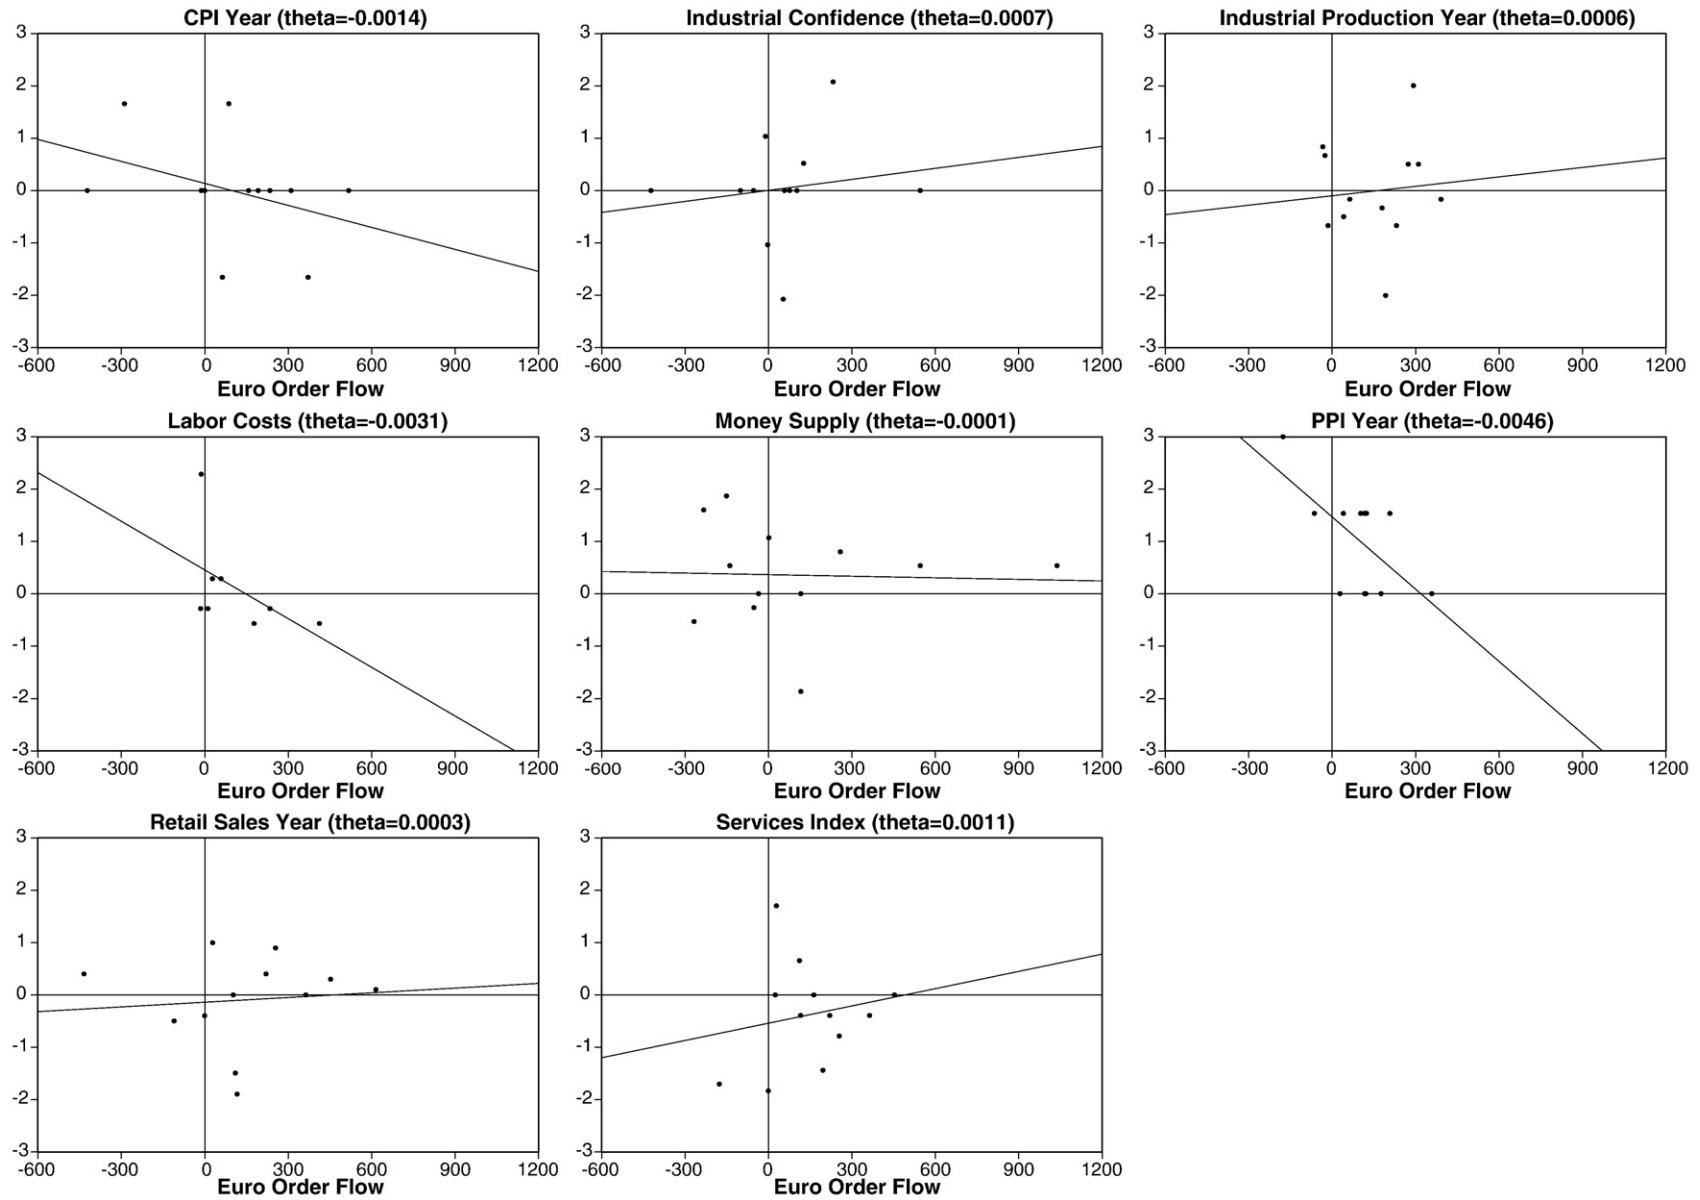 CPI Year (theta=-0.0014)
3
2
1
0
-1
-2
-3
-600 -300 0 300 600 900 1200
Euro Order Flow
Industrial Confidence (theta=0.0007)
3
2
1
0
-1
-2
-3
-600 -300 0 300 600 900 1200
Euro Order Flow
Industrial Production Year (theta=0.0006)
3
2
1
0
-1
-2
-3
-600 -300 0 300 600 900 1200
Euro Order Flow
Labor Costs (theta=-0.0031)
3
2
1
0
-1
-2
-3
-600 -300 0 300 600 900 1200
Euro Order Flow
Money Supply (theta=-0.0001)
3
2
1
0
-1
-2
-3
-600 -300 0 300 600 900 1200
Euro Order Flow
PPI Year (theta=-0.0046)
3
2
1
0
-1
-2
-3
-600 -300 0 300 600 900 1200
Euro Order Flow
Retail Sales Year (theta=0.0003)
3
2
1
0
-1
-2
-3
-600 -300 0 300 600 900 1200
Euro Order Flow
Services Index (theta=0.0011)
3
2
1
0
-1
-2
-3
-600 -300 0 300 600 900 1200
Euro Order Flow